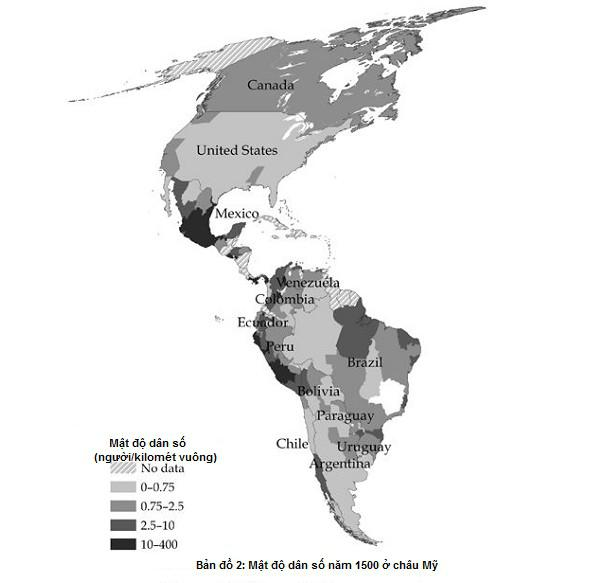 Canada
United States
Mexico
Venezuela
Colombia
Ecuador
Peru
Brazil
Bolivia
Paraguay
Chile
Uruguay
Argentina
Mật độ dân số
(người/kilomét vuông)
No data
0–0.75
0.75–2.5
2.5–10
10–400
Bản đồ 2: Mật độ dân số năm 1500 ở châu Mỹ